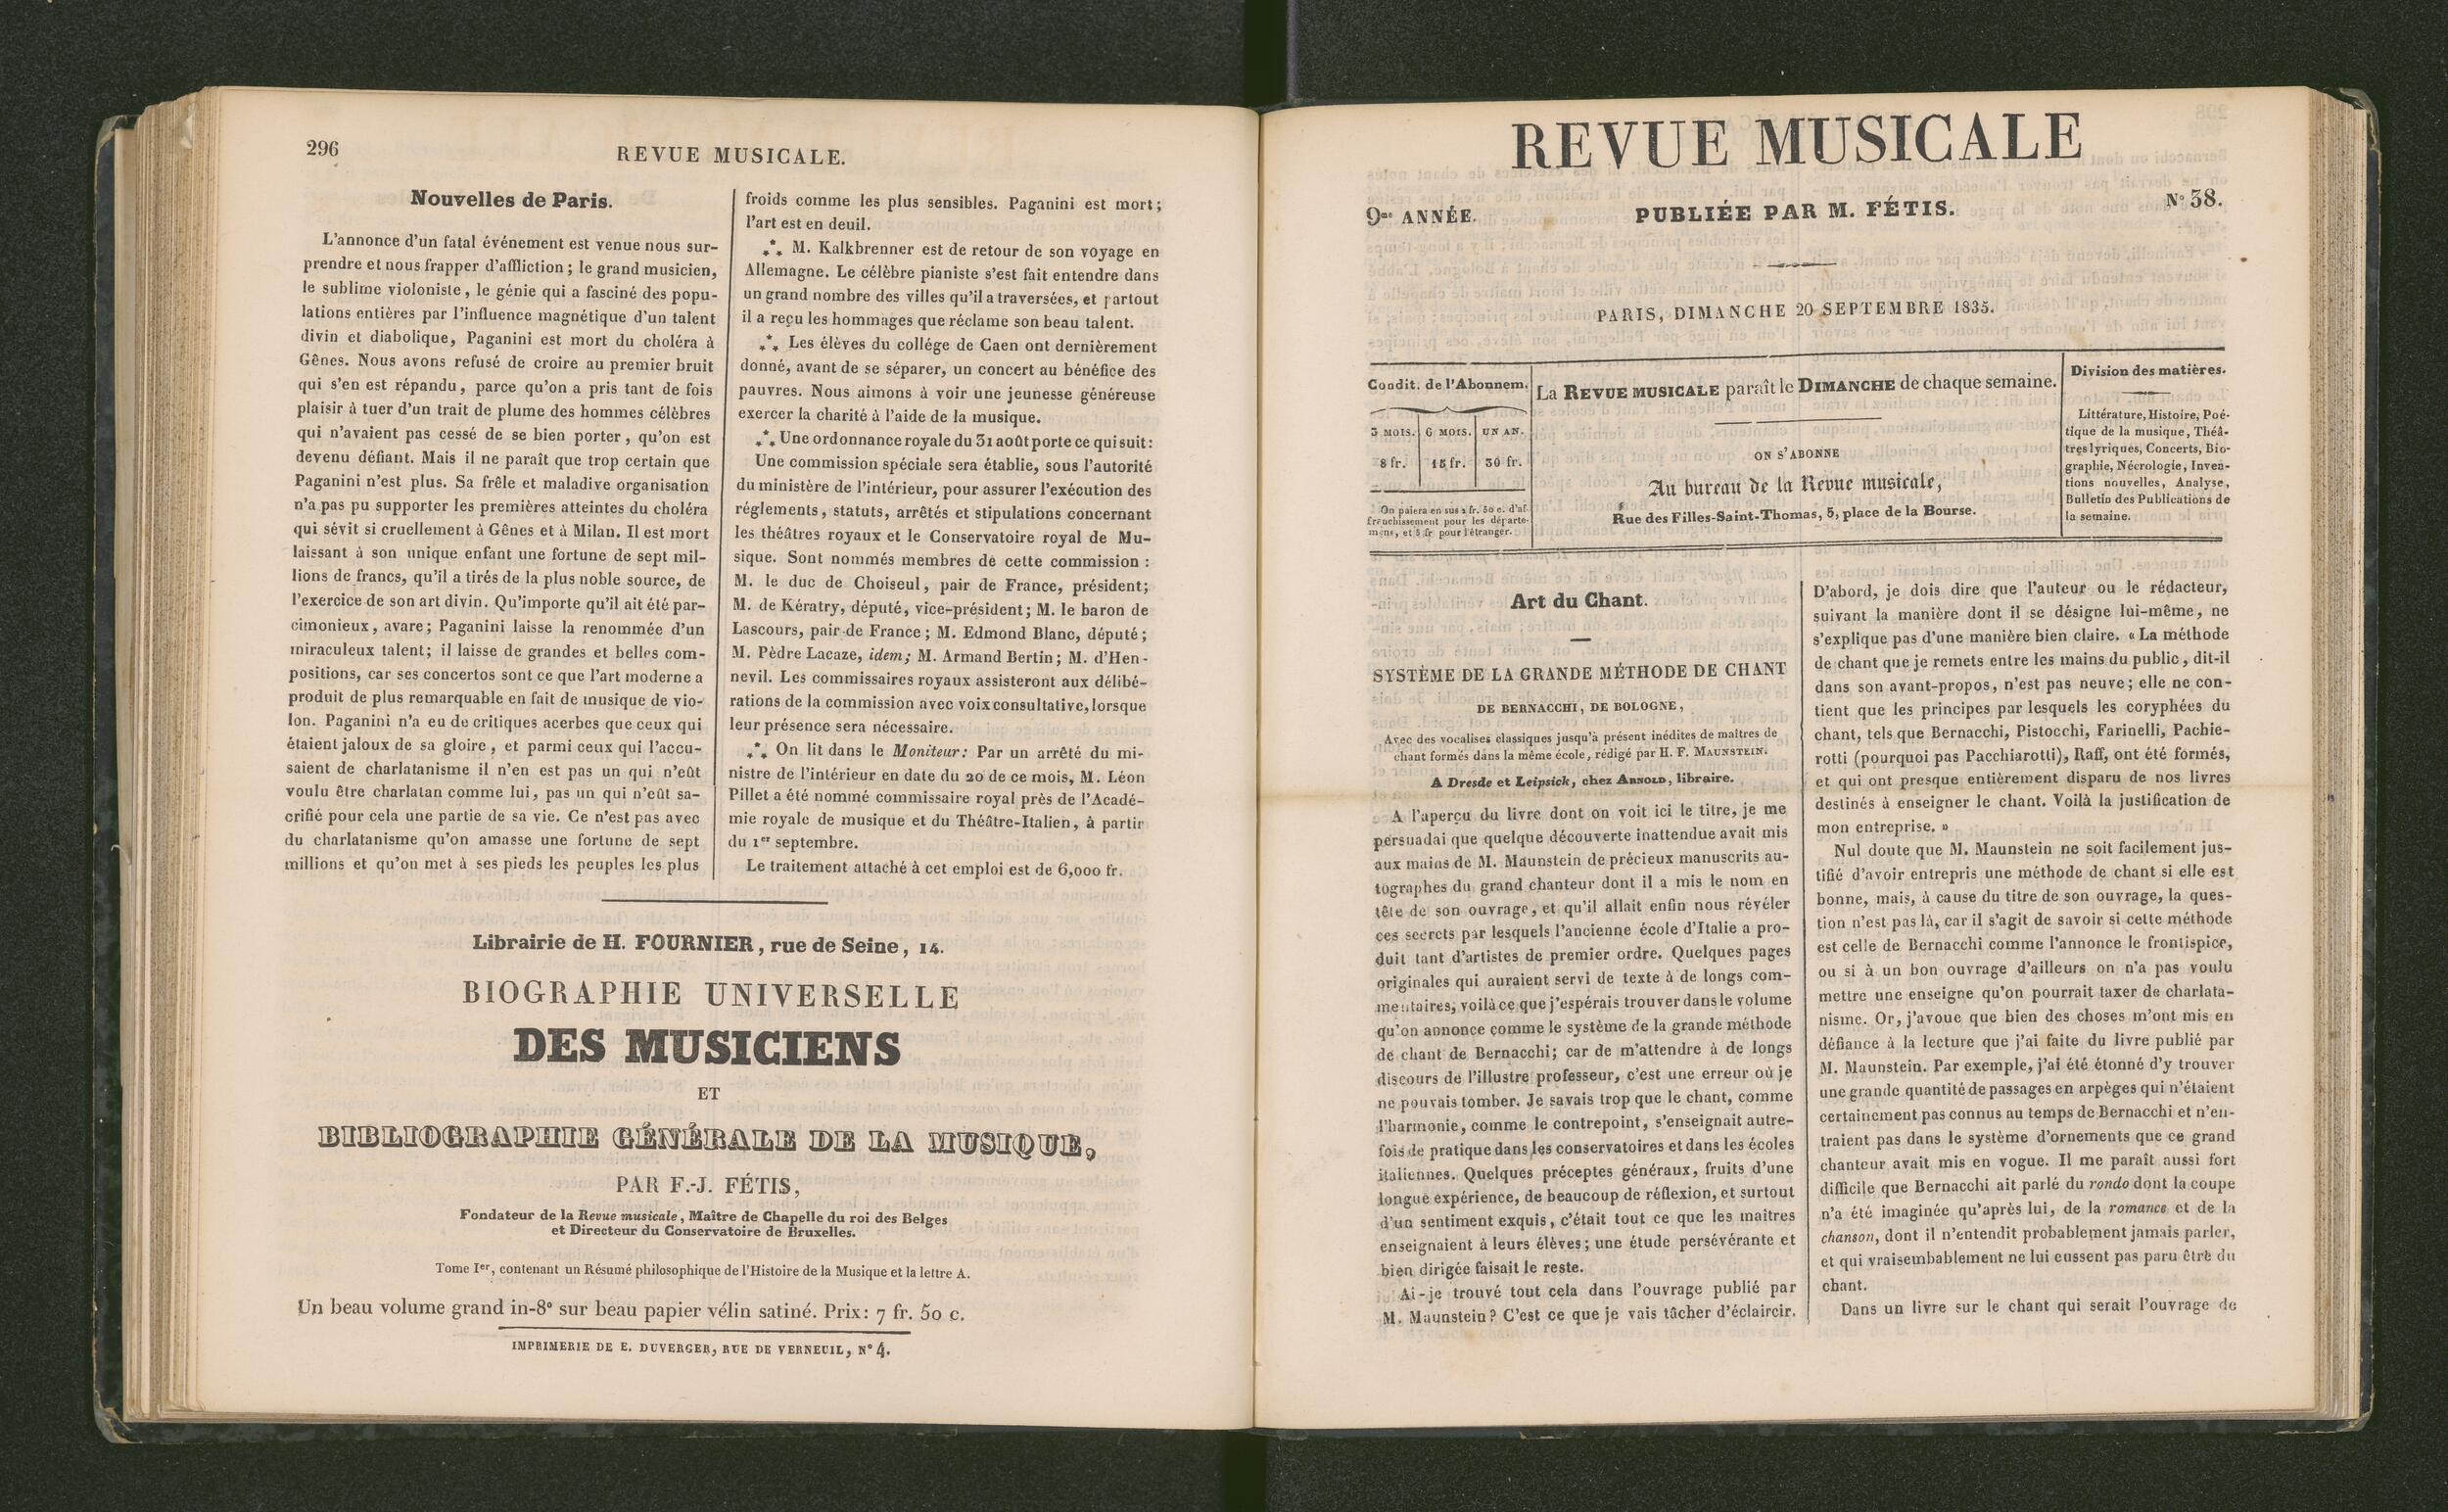 296
REVUE MUSICALE.
Nouvelles de Paris.
L'annonce d'un fatal événement est venue nous sur-
prendre et nous frapper d'affliction; le grand musicien,
le sublime violoniste, le génie qui a fasciné des popu-
lations entières par l'influence magnétique d'un talent
divin et diabolique, Paganini est mort du choléra à
Gênes. Nous avons refusé de croire au premier bruit
qui s'en est répandu, parce qu'on a pris tant de fois
plaisir à tuer d'un trait de plume des hommes célèbres
qui n'avaient pas cessé de se bien porter, qu'on est
devenu défiant. Mais il ne paraît que trop certain que
Paganini n'est plus. Sa frêle et maladive organisation
n'a pas pu supporter les premières atteintes du choléra
qui sévit si cruellement à Gênes et à Milan. Il est mort
laissant à son unique enfant une fortune de sept mil-
lions de francs, qu'il a tirés de la plus noble source, de
l'exercice de son art divin. Qu'importe qu'il ait été par-
cimonieux, avare; Paganini laisse la renommée d'un
miraculeux talent; il laisse de grandes et belles com-
positions, car ses concertos sont ce que l'art moderne a
produit de plus remarquable en fait de musique de vio-
lon. Paganini n'a eu de critiques acerbes que ceux qui
étaient jaloux de sa gloire, et parmi ceux qui l'accu-
saient de charlatanisme il n'en est pas un qui n'eût
voulu être charlatan comme lui, pas un qui n'eût sa-
crifié pour cela une partie de sa vie. Ce n'est pas avec
du charlatanisme qu'on amasse une fortune de sept
millions et qu'on met à ses pieds les peuples les plus
froids comme les plus sensibles. Paganini est mort;
l'art est en deuil.
⁂ M. Kalkbrenner est de retour de son voyage en
Allemagne. Le célèbre pianiste s'est fait entendre dans
un grand nombre des villes qu'il a traversées, et partout
il a reçu les hommages que réclame son beau talent.
⁂ Les élèves du collége de Caen ont dernièrement
donné, avant de se séparer, un concert au bénéfice des
pauvres. Nous aimons à voir une jeunesse généreuse
exercer la charité à l'aide de la musique.
⁂ Une ordonnance royale du 31 août porte ce qui suit:
Une commission spéciale sera établie, sous l'autorité
du ministère de l'intérieur, pour assurer l'exécution des
réglements, statuts, arrêtés et stipulations concernant
les théâtres royaux et le Conservatoire royal de Mu-
sique. Sont nommés membres de cette commission :
M. le duc de Choiseul, pair de France, président;
M. de Kératry, député, vice-président; M. le baron de
Lascours, pair de France; M. Edmond Blanc, député;
M. Pèdre Lacaze, idem; M. Armand Bertin; M. d'Hen-
nevil. Les commissaires royaux assisteront aux délibé-
rations de la commission avec voix consultative, lorsque
leur présence sera nécessaire.
⁂ On lit dans le Moniteur: Par un arrêté du mi-
nistre de l'intérieur en date du 20 de ce mois, M. Léon
Pillet a été nommé commissaire royal près de l'Acadé-
mie royale de musique et du Théâtre-Italien, à partir
du 1er septembre.
Le traitement attaché à cet emploi est de 6,000 fr.
Librairie de H. FOURNIER, rue de Seine, 14.
BIOGRAPHIE UNIVERSELLE
DES MUSICIENS
ET
BIBLIOGRAPHIE GÉNÉRALE DE LA MUSIQUE,
PAR F.-J. FÉTIS,
Fondateur de la Revue musicale, Maître de Chapelle du roi des Belges
et Directeur du Conservatoire de Bruxelles.
Tome Ier, contenant un Résumé philosophique de l'Histoire de la Musique et la lettre A.
Un beau volume grand in-8° sur beau papier vélin satiné. Prix: 7 fr. 50 c.
IMPRIMERIE DE E. DUVERGER, RUE DE VERNEUIL, N° 4.
REVUE MUSICALE
9me ANNÉE.
PUBLIÉE PAR M. FÉTIS.
N° 38.
PARIS, DIMANCHE 20 SEPTEMBRE 1835.
Condit. de l'Abonnem.
3 MOIS. 6 MOIS. UN AN.
8 fr. 15 fr. 30 fr.
On paiera en sus 2 fr. 50 c. d'af-
franchissement pour les départe-
mens, et 5 fr pour l'étranger.
La REVUE MUSICALE paraît le DIMANCHE de chaque semaine.
ON S'ABONNE
Au bureau de la Revue musicale,
Rue des Filles-Saint-Thomas, 5, place de la Bourse.
Division des matières.
Littérature, Histoire, Poé-
tique de la musique, Théâ-
tres lyriques, Concerts, Bio-
graphie, Nécrologie, Inven-
tions nouvelles, Analyse,
Bulletin des Publications de
la semaine.
Art du Chant.
SYSTÈME DE LA GRANDE MÉTHODE DE CHANT
DE BERNACCHI, DE BOLOGNE,
Avec des vocalises classiques jusqu'à présent inédites de maîtres de
chant formés dans la même école, rédigé par H. F. MAUNSTEIN.
A Dresde et Leipsick, chez ARNOLD, libraire.
A l'aperçu du livre dont on voit ici le titre, je me
persuadai que quelque découverte inattendue avait mis
aux mains de M. Maunstein de précieux manuscrits au-
tographes du grand chanteur dont il a mis le nom en
tête de son ouvrage, et qu'il allait enfin nous révéler
ces secrets par lesquels l'ancienne école d'Italie a pro-
duit tant d'artistes de premier ordre. Quelques pages
originales qui auraient servi de texte à de longs com-
mentaires, voilà ce que j'espérais trouver dans le volume
qu'on annonce comme le système de la grande méthode
de chant de Bernacchi; car de m'attendre à de longs
discours de l'illustre professeur, c'est une erreur où je
ne pouvais tomber. Je savais trop que le chant, comme
l'harmonie, comme le contrepoint, s'enseignait autre-
fois de pratique dans les conservatoires et dans les écoles
italiennes. Quelques préceptes généraux, fruits d'une
longue expérience, de beaucoup de réflexion, et surtout
d'un sentiment exquis, c'était tout ce que les maîtres
enseignaient à leurs élèves; une étude persévérante et
bien dirigée faisait le reste.
Ai-je trouvé tout cela dans l'ouvrage publié par
M. Maunstein? C'est ce que je vais tâcher d'éclaircir.
D'abord, je dois dire que l'auteur ou le rédacteur,
suivant la manière dont il se désigne lui-même, ne
s'explique pas d'une manière bien claire. «La méthode
de chant que je remets entre les mains du public, dit-il
dans son avant-propos, n'est pas neuve; elle ne con-
tient que les principes par lesquels les coryphées du
chant, tels que Bernacchi, Pistocchi, Farinelli, Pachie-
rotti (pourquoi pas Pacchiarotti), Raff, ont été formés,
et qui ont presque entièrement disparu de nos livres
destinés à enseigner le chant. Voilà la justification de
mon entreprise. »
Nul doute que M. Maunstein ne soit facilement jus-
tifié d'avoir entrepris une méthode de chant si elle est
bonne, mais, à cause du titre de son ouvrage, la ques-
tion n'est pas là, car il s'agit de savoir si cette méthode
est celle de Bernacchi comme l'annonce le frontispice,
ou si à un bon ouvrage d'ailleurs on n'a pas voulu
mettre une enseigne qu'on pourrait taxer de charlata-
nisme. Or, j'avoue que bien des choses m'ont mis en
défiance à la lecture que j'ai faite du livre publié par
M. Maunstein. Par exemple, j'ai été étonné d'y trouver
une grande quantité de passages en arpèges qui n'étaient
certainement pas connus au temps de Bernacchi et n'en-
traient pas dans le système d'ornements que ce grand
chanteur avait mis en vogue. Il me paraît aussi fort
difficile que Bernacchi ait parlé du rondo dont la coupe
n'a été imaginée qu'après lui, de la romance et de la
chanson, dont il n'entendit probablement jamais parler,
et qui vraisembablement ne lui eussent pas paru être du
chant.
Dans un livre sur le chant qui serait l'ouvrage de